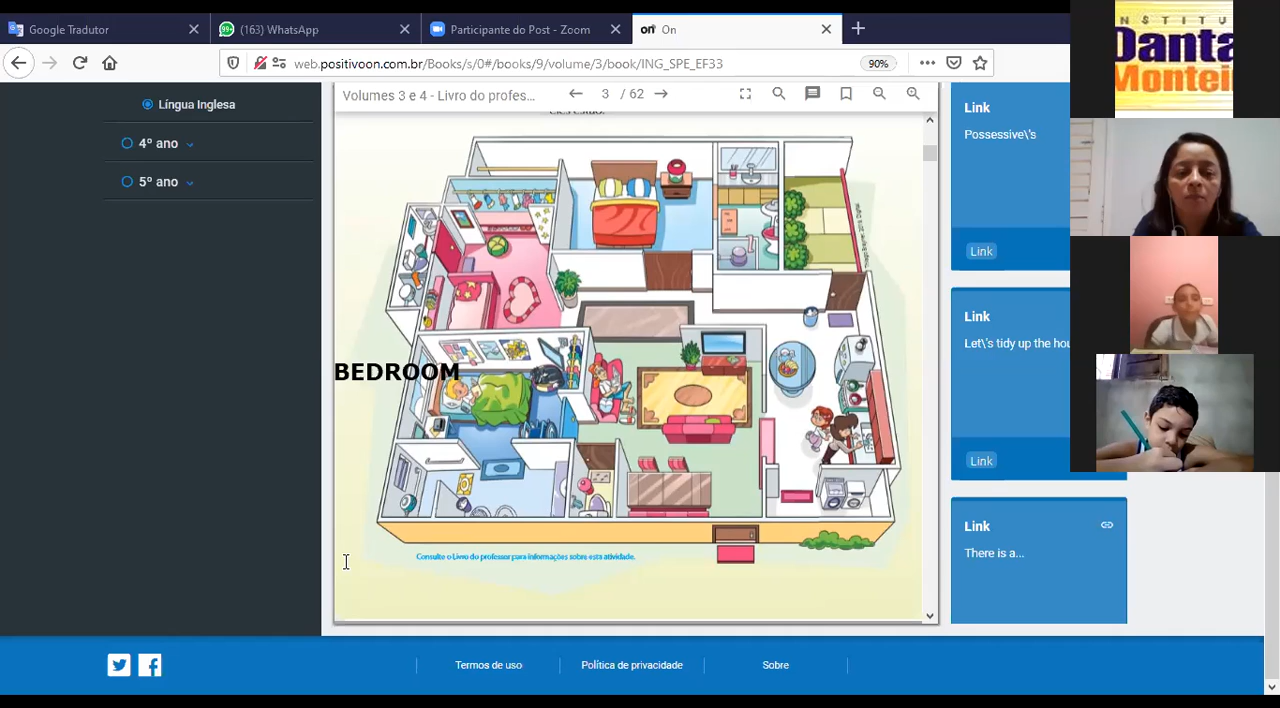 Google Tradutor
99+
(163) WhatsApp
Participante do Post - Zoom
on
On
web.positivoon.com.br/Books/s/0#/books/9/volume/3/book/ING_SPE_EF33
90%
Língua Inglesa
4º ano
5º ano
Volumes 3 e 4 - Livro do profes...
3 / 62
BEDROOM
Consulte o Livro do professor para informações sobre esta atividade.
Link
Possessive\'s
Link
Link
Let\'s tidy up the hou
Link
Link
There is a...
Termos de uso
Política de privacidade
Sobre
NSTITU
Danta
Montei